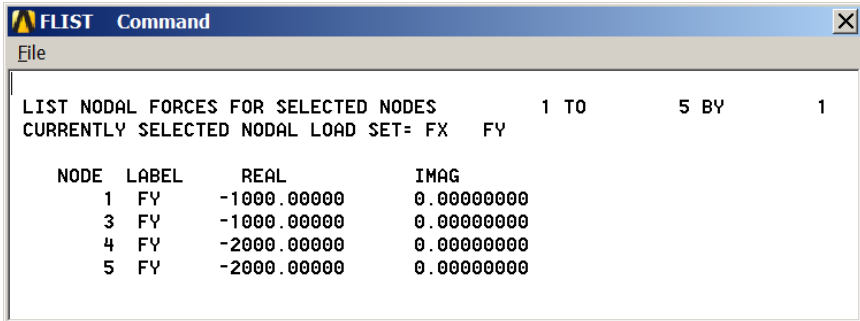 FLIST Command
File
LIST NODAL FORCES FOR SELECTED NODES 1 TO 5 BY 1
CURRENTLY SELECTED NODAL LOAD SET= FX FY
NODE LABEL REAL IMAG
1 FY -1000.00000 0.00000000
3 FY -1000.00000 0.00000000
4 FY -2000.00000 0.00000000
5 FY -2000.00000 0.00000000